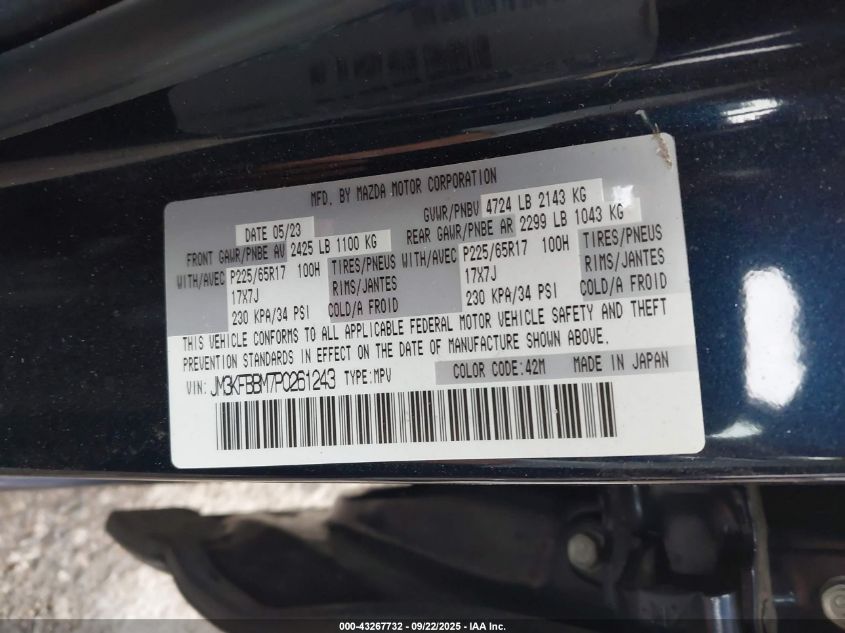 MFD. BY MAZDA MOTOR CORPORATION
DATE 05/23 GVWR/PNBV 4724 LB 2143 KG
FRONT GAWR/PNBE AV 2425 LB 1100 KG REAR GAWR/PNBE AR 2299 LB 1043 KG
WITH/AVEC P225/65R17 100H TIRES/PNEUS WITH/AVEC P225/65R17 100H TIRES/PNEUS
17X7J RIMS/JANTES 17X7J RIMS/JANTES
230 KPA/34 PSI COLD/A FROID 230 KPA/34 PSI COLD/A FROID
THIS VEHICLE CONFORMS TO ALL APPLICABLE FEDERAL MOTOR VEHICLE SAFETY AND THEFT
PREVENTION STANDARDS IN EFFECT ON THE DATE OF MANUFACTURE SHOWN ABOVE.
VIN: JM3KFBBM7P0261243 TYPE:MPV COLOR CODE:42M MADE IN JAPAN
000-43267732 - 09/22/2025 - IAA Inc.